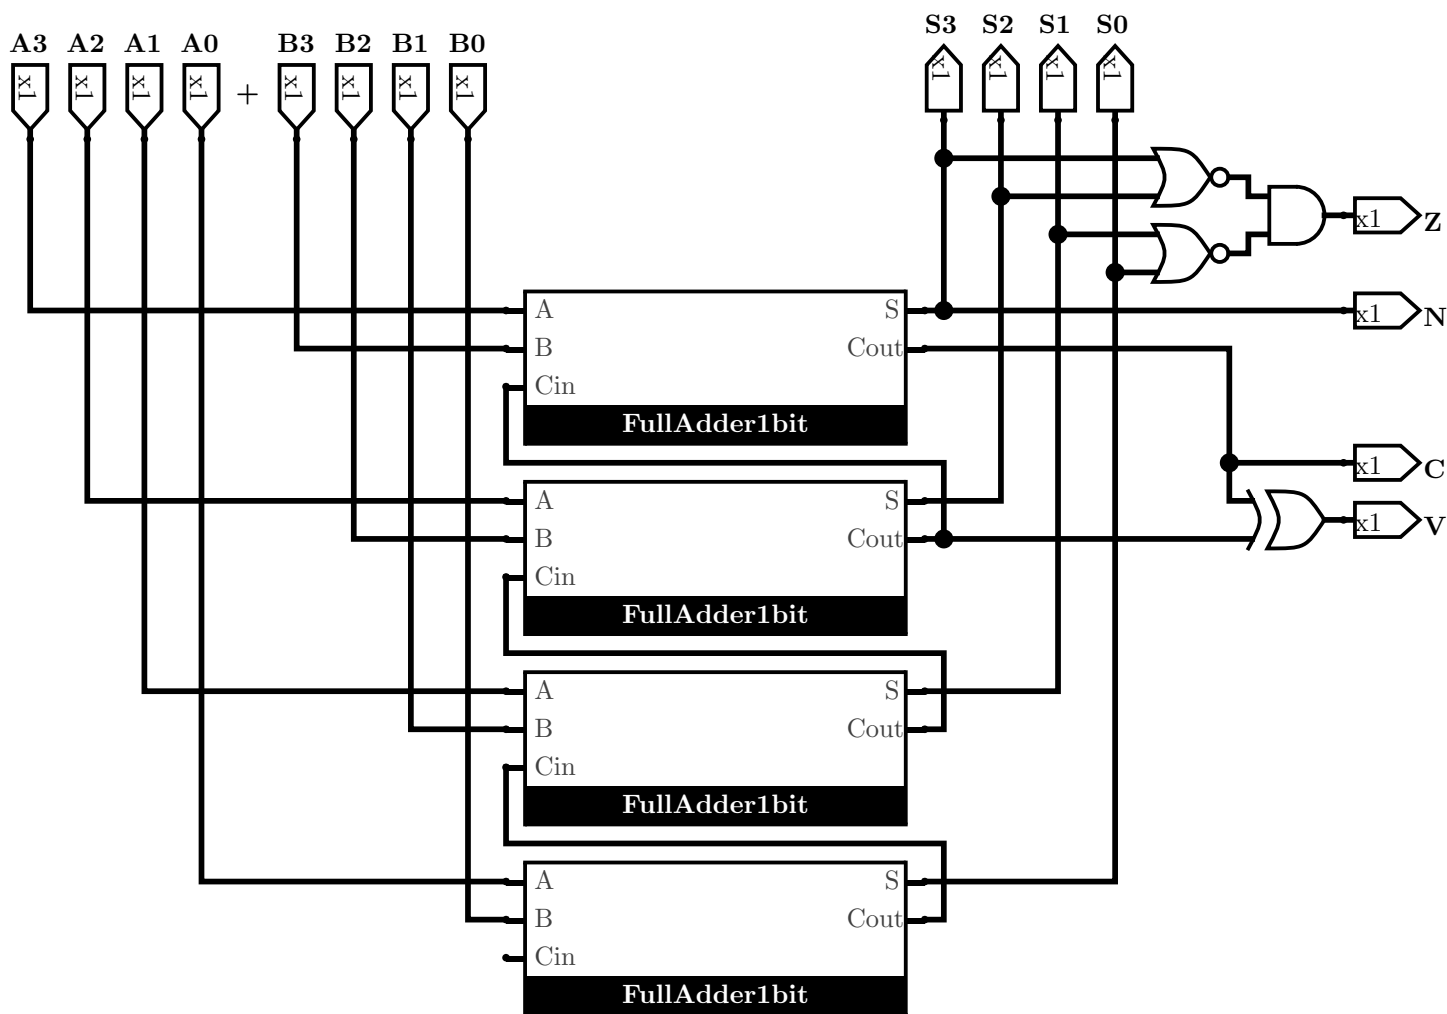 S3 S2 S1 S0
A3 A2 A1 A0 B3 B2 B1 B0
x1 x1 x1 x1
x1 x1 x1 x1 + x1 x1 x1 x1
x1 Z
A S x1 N
B Cout
Cin
FullAdder1bit
x1 C
A S x1 V
B Cout
Cin
FullAdder1bit
A S
B Cout
Cin
FullAdder1bit
A S
B Cout
Cin
FullAdder1bit